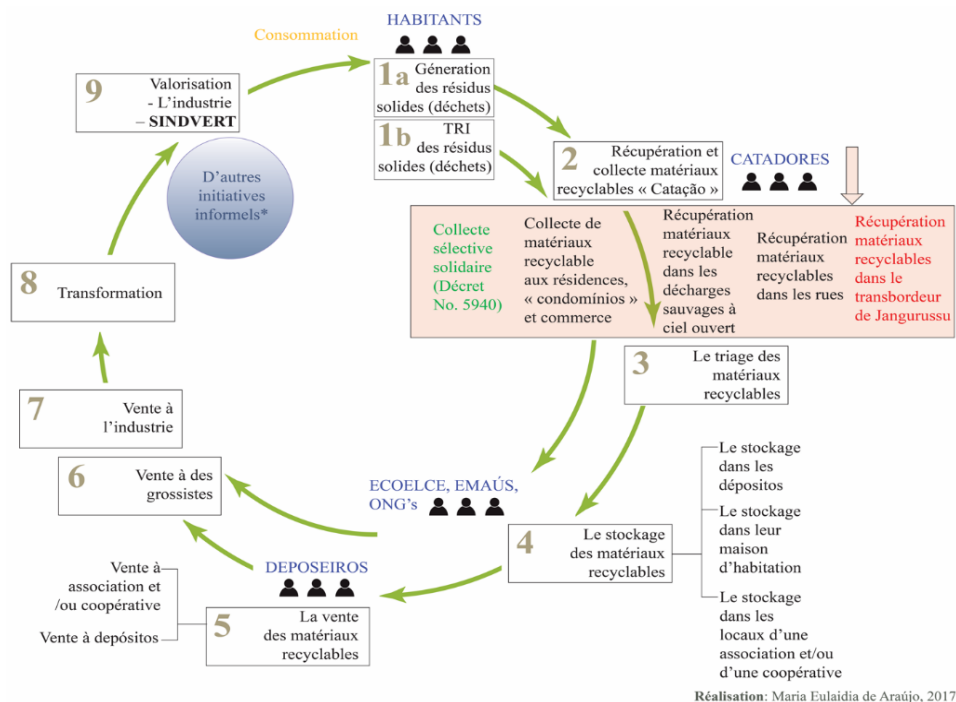 HABITANTS
Consommation
1a Géneration
des résidus
solides (déchets)
1b TRI
des résidus
solides (déchets)
2 Récupération et
collecte matériaux
recyclables « Catação »
CATADORES
Collecte
sélective
solidaire
(Décret
No. 5940)
Collecte de
matériaux
recyclable
aux résidences,
« condomínios »
et commerce
Récupération
matériaux
recyclable
dans les
décharges
sauvages à
ciel ouvert
Récupération
matériaux
recyclables
dans les rues
Récupération
matériaux
recyclables
dans le
transbordeur
de Jangurussu
3 Le triage des
matériaux
recyclables
4 Le stockage
des matériaux
recyclables
Le stockage
dans les
dépositos
Le stockage
dans leur
maison
d’habitation
Le stockage
dans les
locaux d’une
association et/ou
d’une coopérative
ECOELCE, EMAÚS,
ONG’s
DEPOSEIROS
5 La vente
des matériaux
recyclables
Vente à
association et
/ou coopérative
Vente à depósitos
6 Vente à des
grossistes
7 Vente à
l’industrie
8 Transformation
9 Valorisation
- L’industrie
– SINDVERT
D’autres
initiatives
informels*
Réalisation: Maria Eulaidia de Araújo, 2017